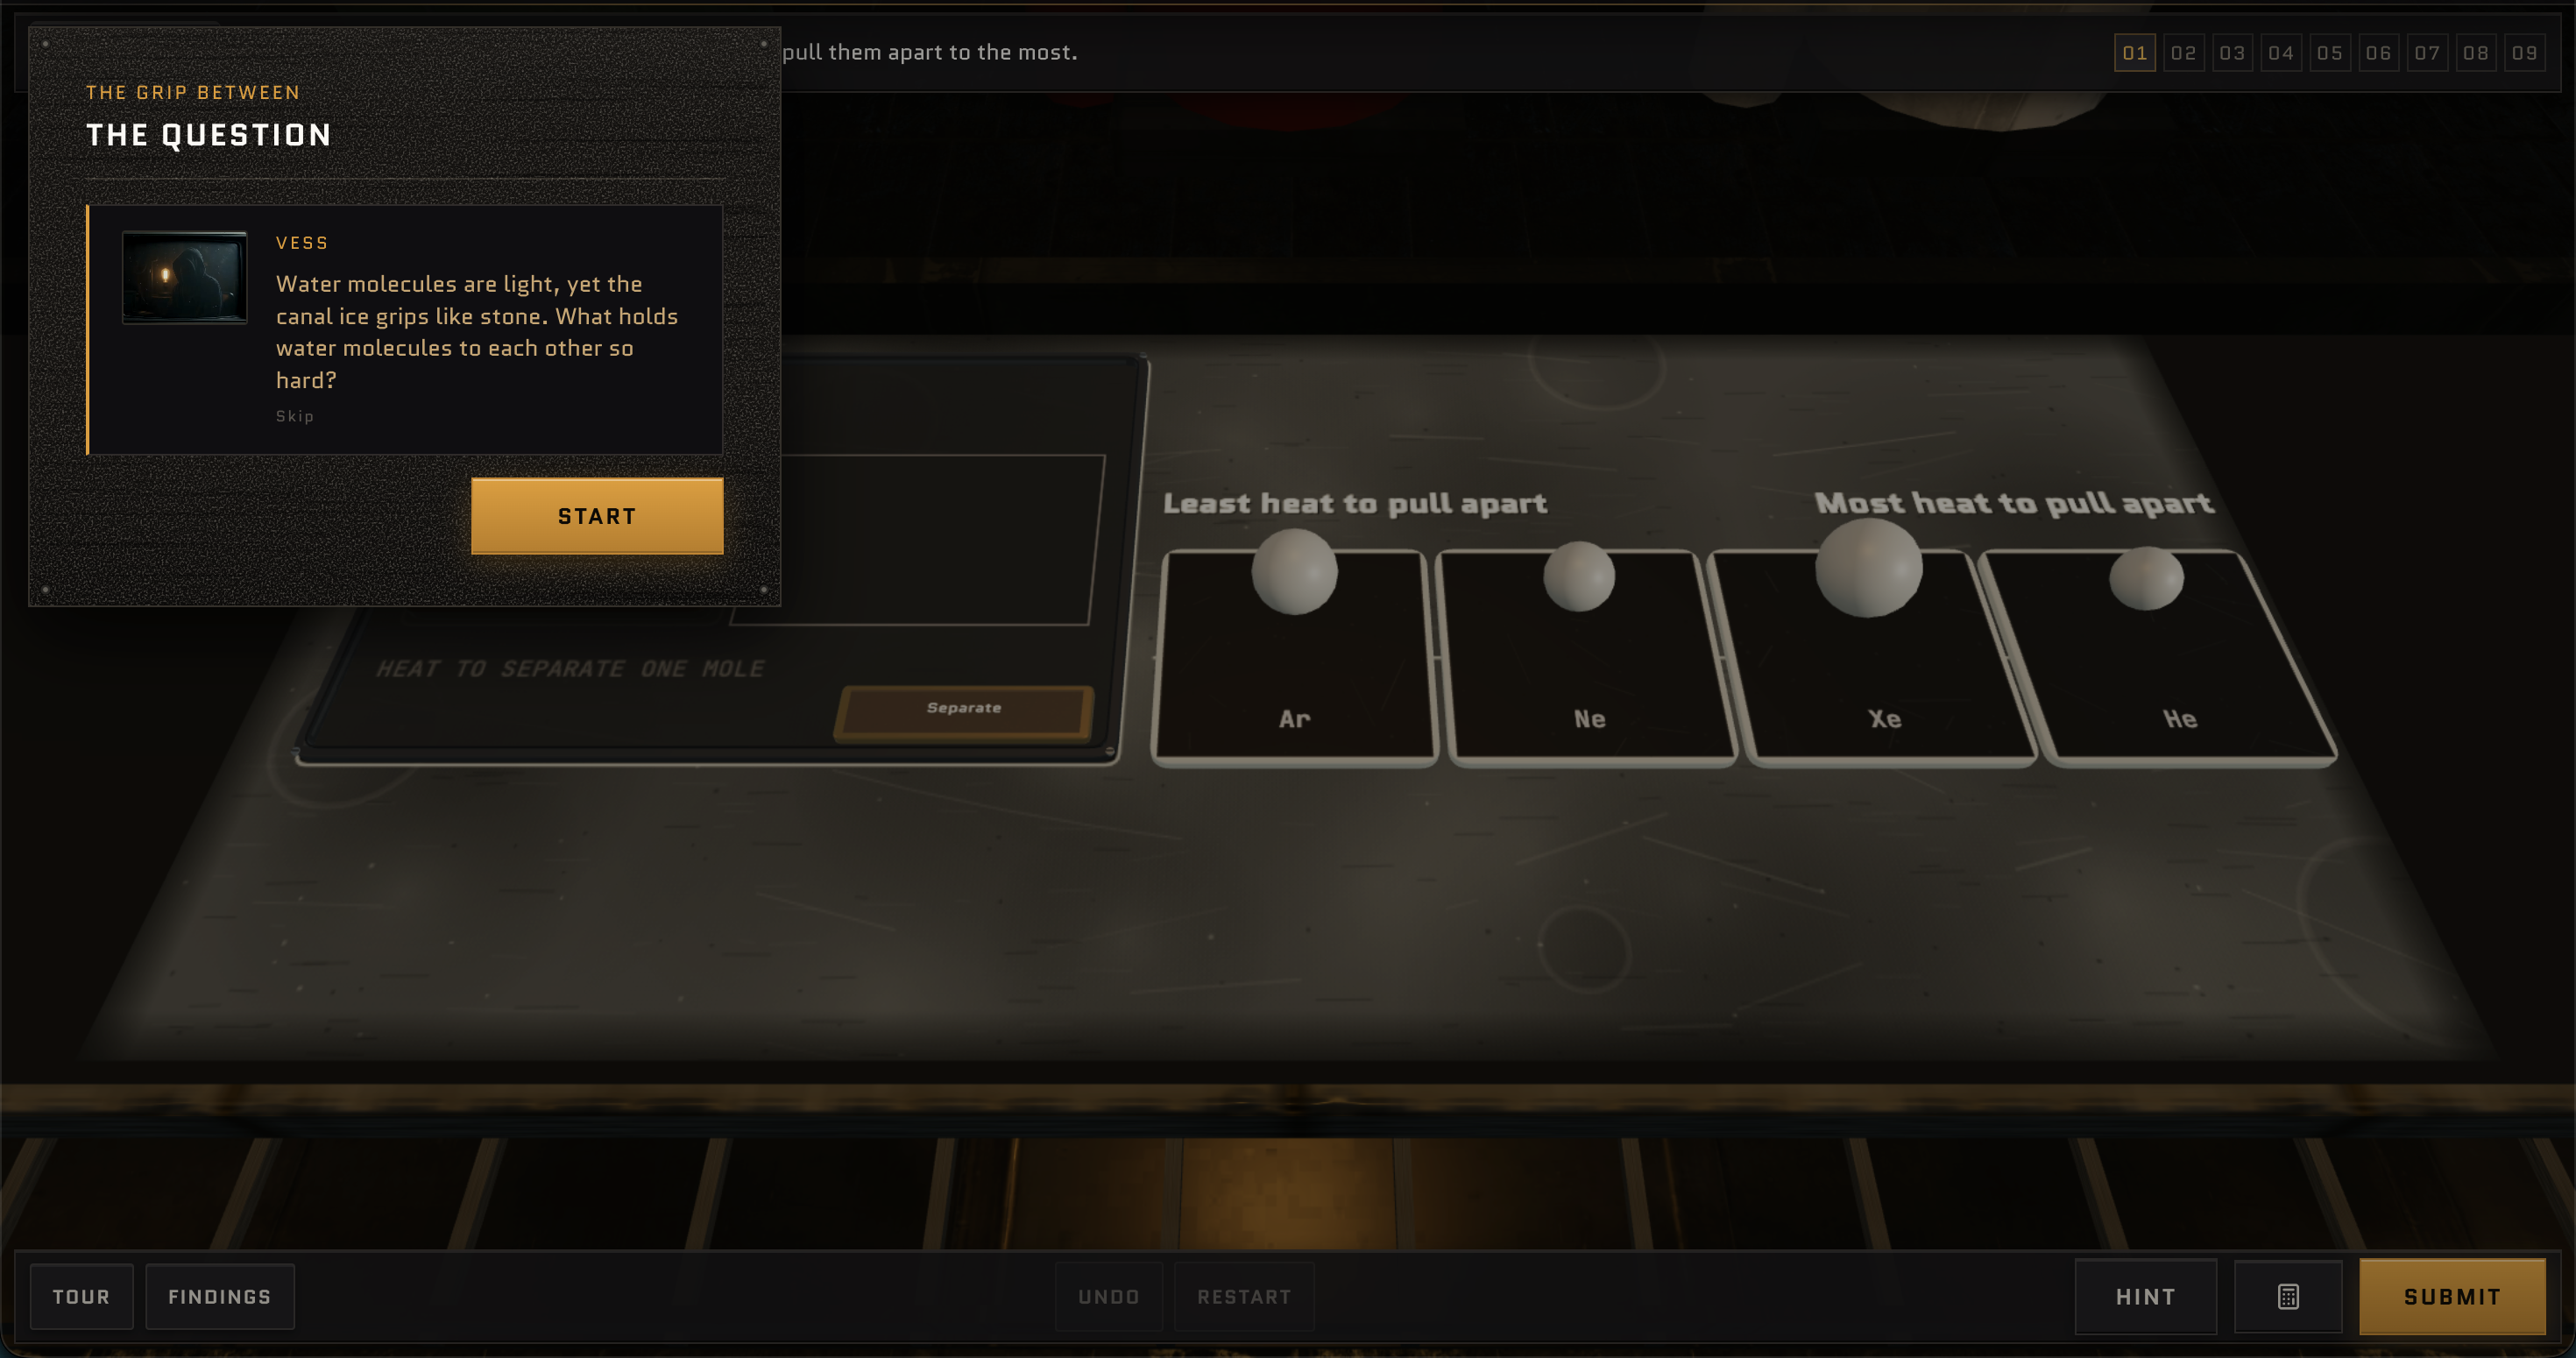 pull them apart to the most.
01 02 03 04 05 06 07 08 09
THE GRIP BETWEEN
THE QUESTION
VESS
Water molecules are light, yet the
canal ice grips like stone. What holds
water molecules to each other so
hard?
Skip
START
Least heat to pull apart
Most heat to pull apart
HEAT TO SEPARATE ONE MOLE
Separate
Ar
Ne
Xe
He
TOUR
FINDINGS
UNDO
RESTART
HINT
SUBMIT